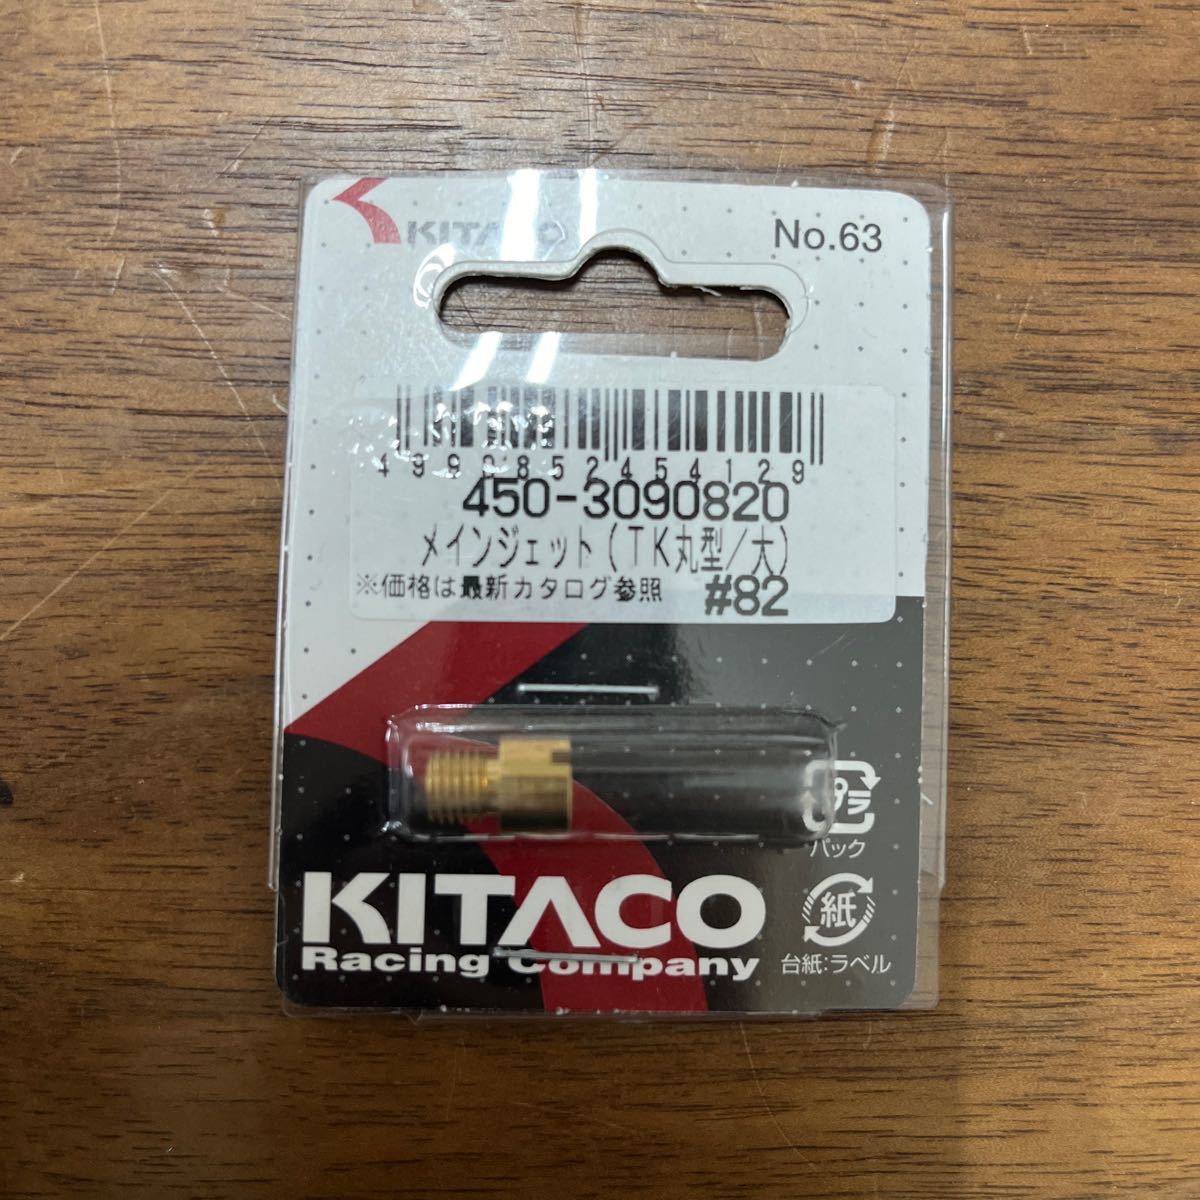 KITACO
No.63
4990852454129
450-3090820
メインジェット(TK丸型/大)
※価格は最新カタログ参照 #82
プラ
パック
KITACO
Racing Company
紙
台紙:ラベル